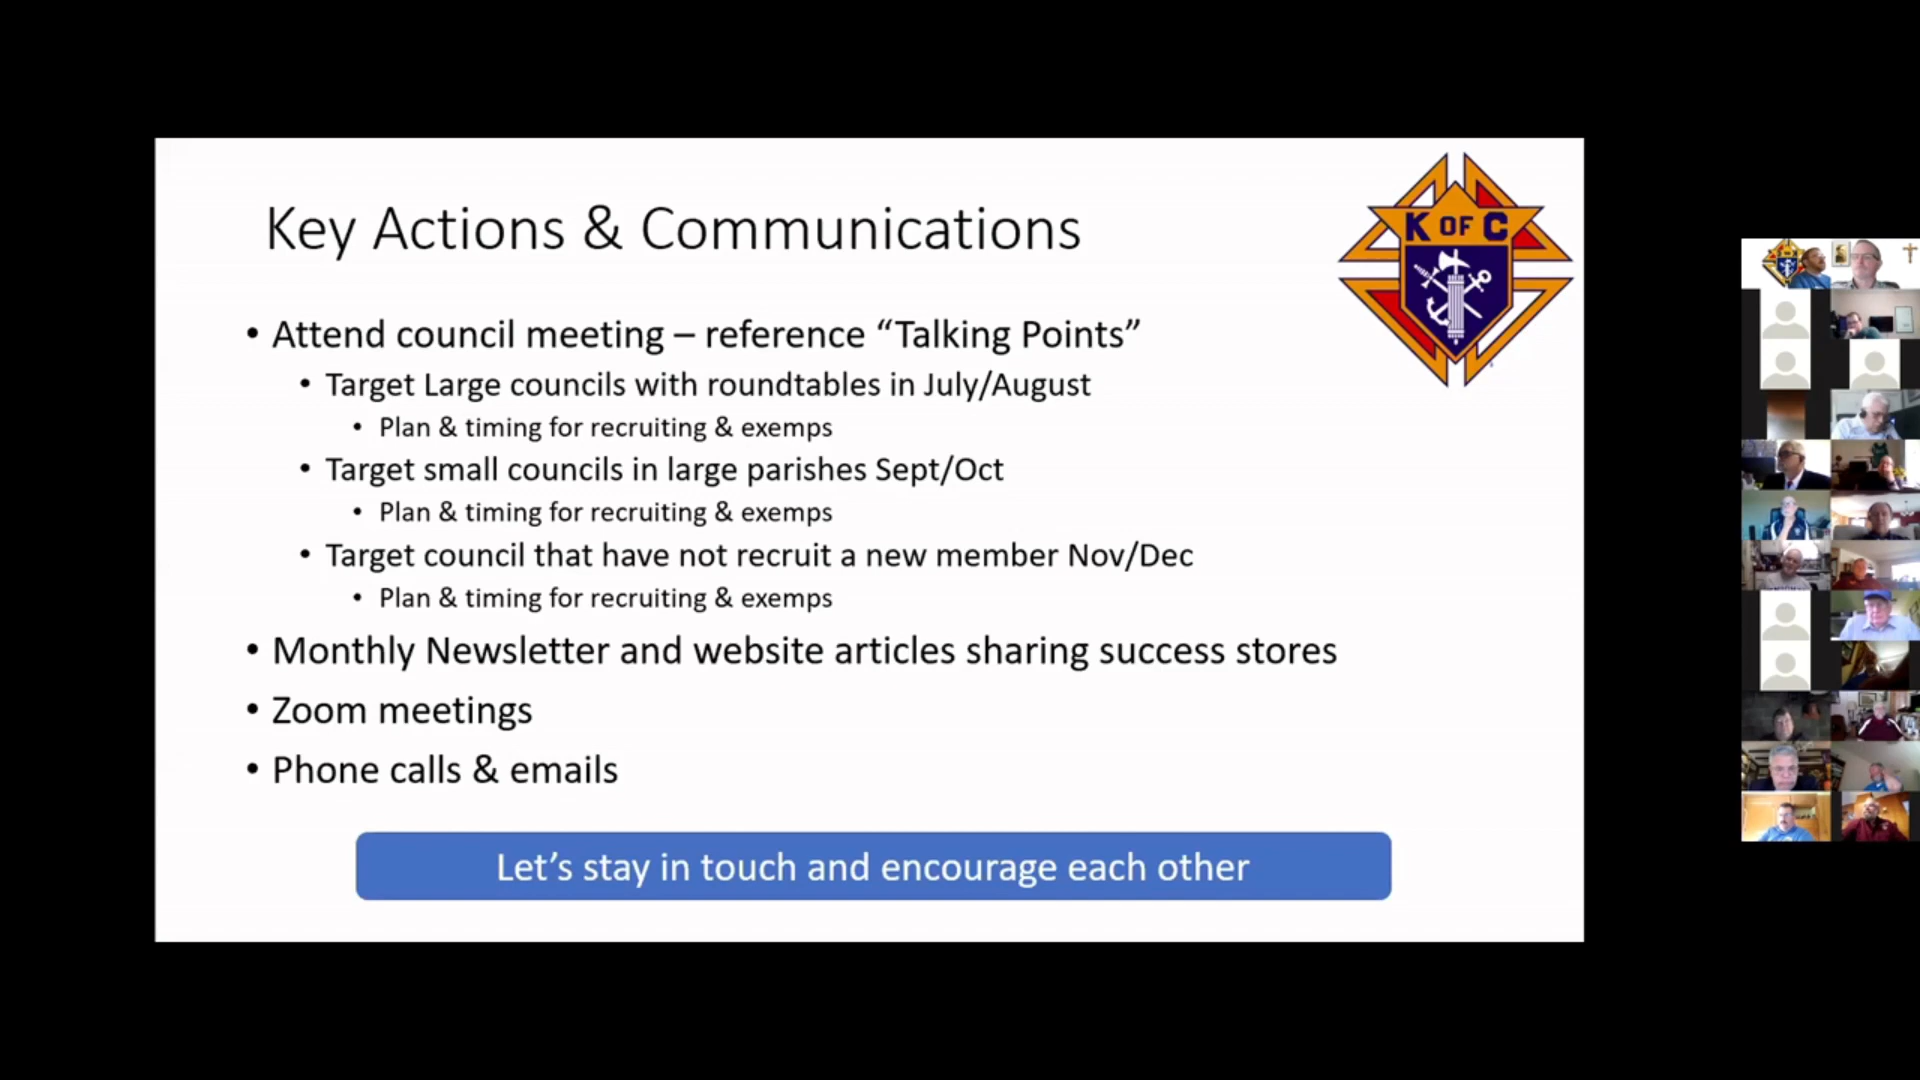 Key Actions & Communications
K OF C
• Attend council meeting – reference “Talking Points”
• Target Large councils with roundtables in July/August
• Plan & timing for recruiting & exemps
• Target small councils in large parishes Sept/Oct
• Plan & timing for recruiting & exemps
• Target council that have not recruit a new member Nov/Dec
• Plan & timing for recruiting & exemps
• Monthly Newsletter and website articles sharing success stores
• Zoom meetings
• Phone calls & emails
Let’s stay in touch and encourage each other